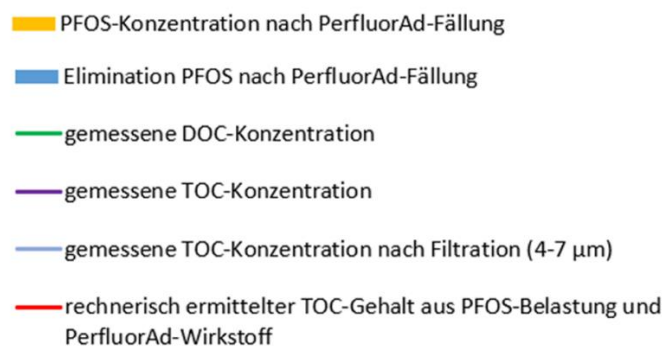 PFOS-Konzentration nach PerfluorAd-Fällung
Elimination PFOS nach PerfluorAd-Fällung
gemessene DOC-Konzentration
gemessene TOC-Konzentration
gemessene TOC-Konzentration nach Filtration (4-7 µm)
rechnerisch ermittelter TOC-Gehalt aus PFOS-Belastung und
PerfluorAd-Wirkstoff